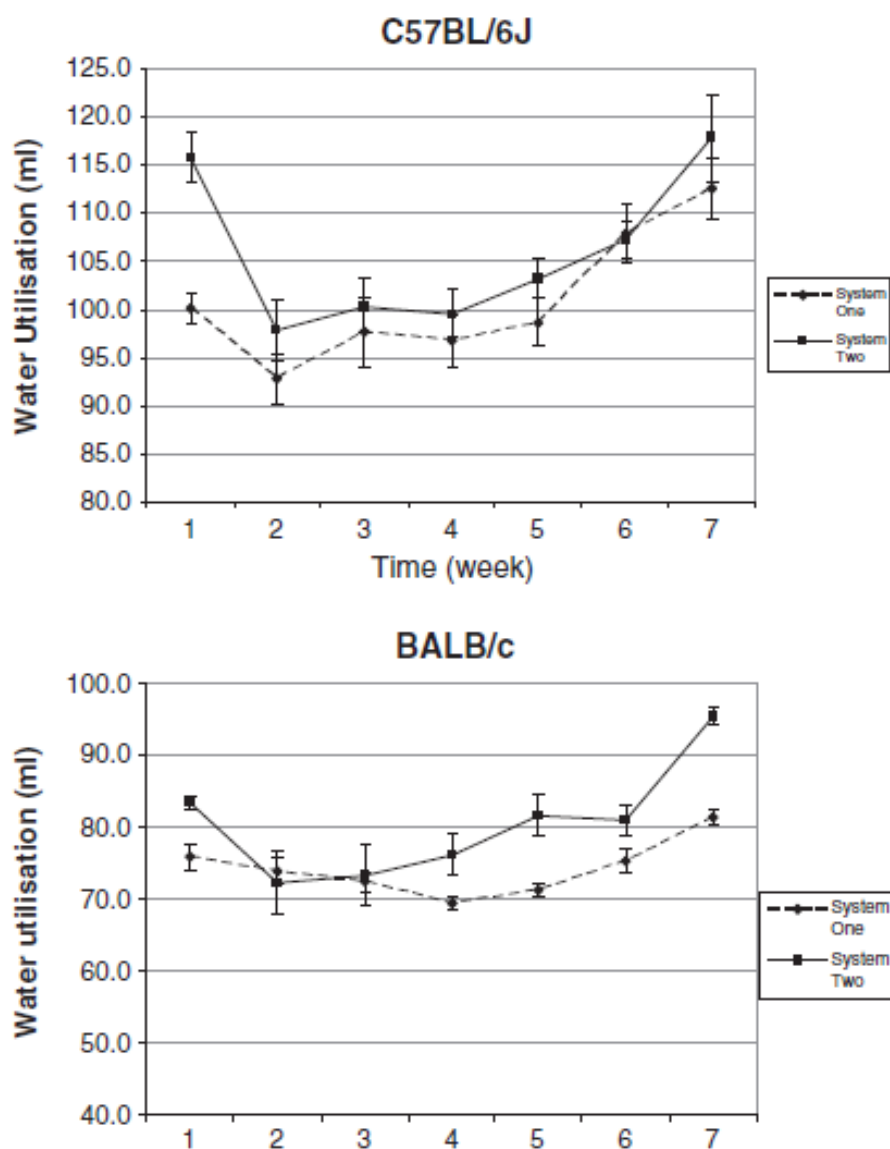 C57BL/6J
Water Utilisation (ml)
125.0
120.0
115.0
110.0
105.0
100.0
95.0
90.0
85.0
80.0
1 2 3 4 5 6 7
Time (week)
System
One
System
Two
BALB/c
Water utilisation (ml)
100.0
90.0
80.0
70.0
60.0
50.0
40.0
1 2 3 4 5 6 7
System
One
System
Two